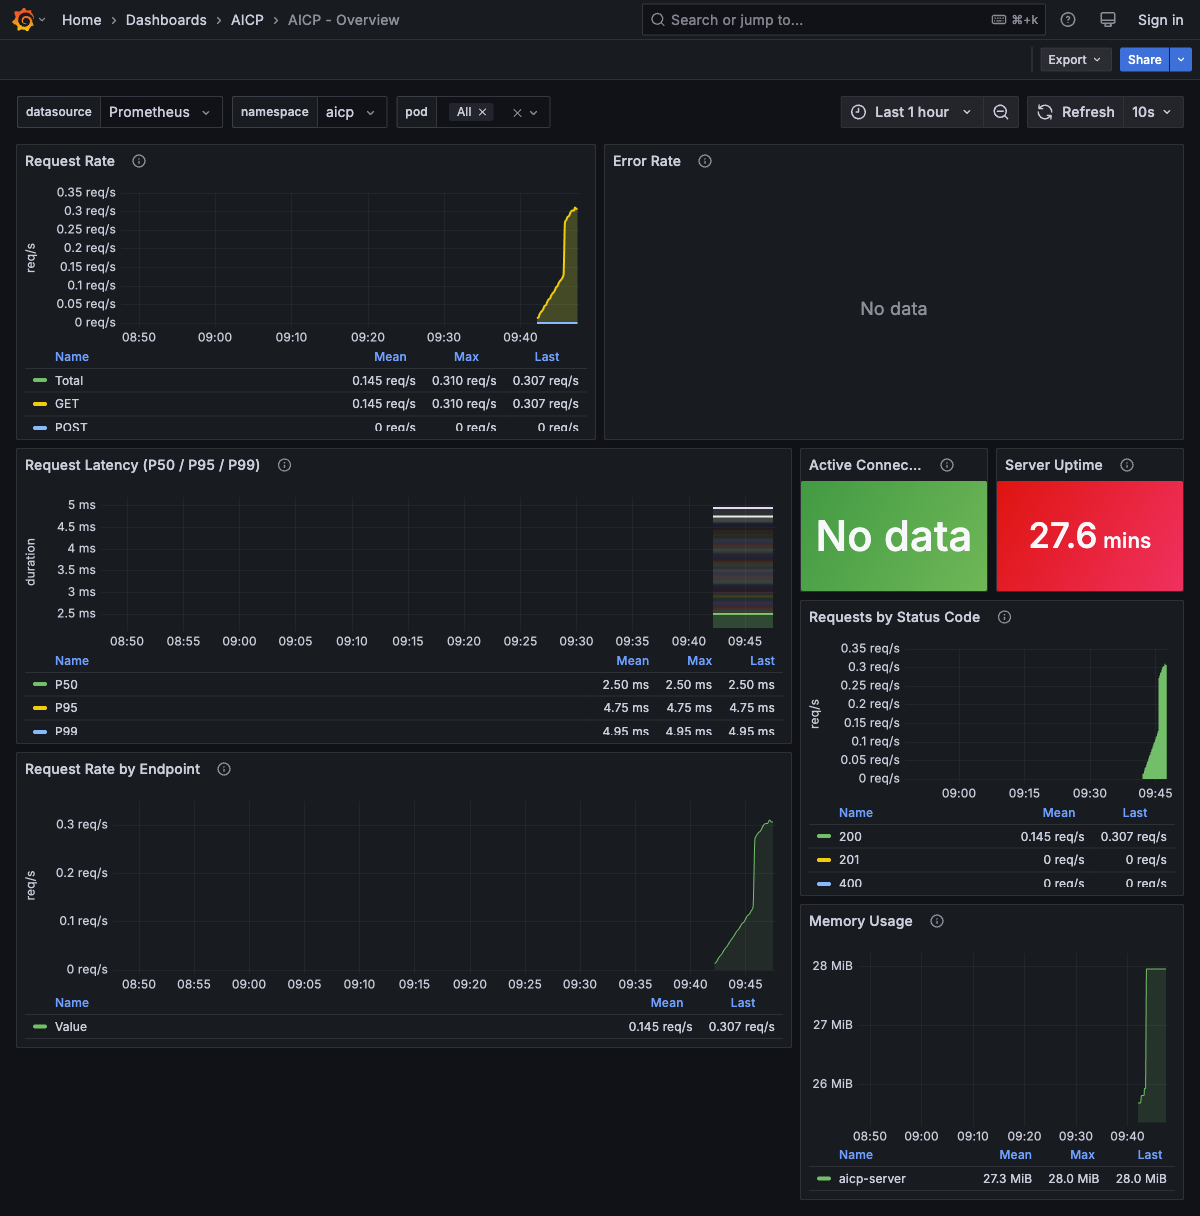 Home › Dashboards › AICP › AICP - Overview
Search or jump to...
⌘+k
Sign in
Export
Share
datasource Prometheus
namespace aicp
pod All
Last 1 hour
Refresh 10s
Request Rate
0.35 req/s
0.3 req/s
0.25 req/s
0.2 req/s
0.15 req/s
0.1 req/s
0.05 req/s
0 req/s
req/s
08:50 09:00 09:10 09:20 09:30 09:40
Name Mean Max Last
Total 0.145 req/s 0.310 req/s 0.307 req/s
GET 0.145 req/s 0.310 req/s 0.307 req/s
POST 0 req/s 0 req/s 0 req/s
Error Rate
No data
Request Latency (P50 / P95 / P99)
5 ms
4.5 ms
4 ms
3.5 ms
3 ms
2.5 ms
duration
08:50 08:55 09:00 09:05 09:10 09:15 09:20 09:25 09:30 09:35 09:40 09:45
Name Mean Max Last
P50 2.50 ms 2.50 ms 2.50 ms
P95 4.75 ms 4.75 ms 4.75 ms
P99 4.95 ms 4.95 ms 4.95 ms
Active Connec...
No data
Server Uptime
27.6 mins
Requests by Status Code
0.35 req/s
0.3 req/s
0.25 req/s
0.2 req/s
0.15 req/s
0.1 req/s
0.05 req/s
0 req/s
req/s
09:00 09:15 09:30 09:45
Name Mean Last
200 0.145 req/s 0.307 req/s
201 0 req/s 0 req/s
400 0 req/s 0 req/s
Request Rate by Endpoint
0.3 req/s
0.2 req/s
0.1 req/s
0 req/s
req/s
08:50 08:55 09:00 09:05 09:10 09:15 09:20 09:25 09:30 09:35 09:40 09:45
Name Mean Last
Value 0.145 req/s 0.307 req/s
Memory Usage
28 MiB
27 MiB
26 MiB
08:50 09:00 09:10 09:20 09:30 09:40
Name Mean Max Last
aicp-server 27.3 MiB 28.0 MiB 28.0 MiB